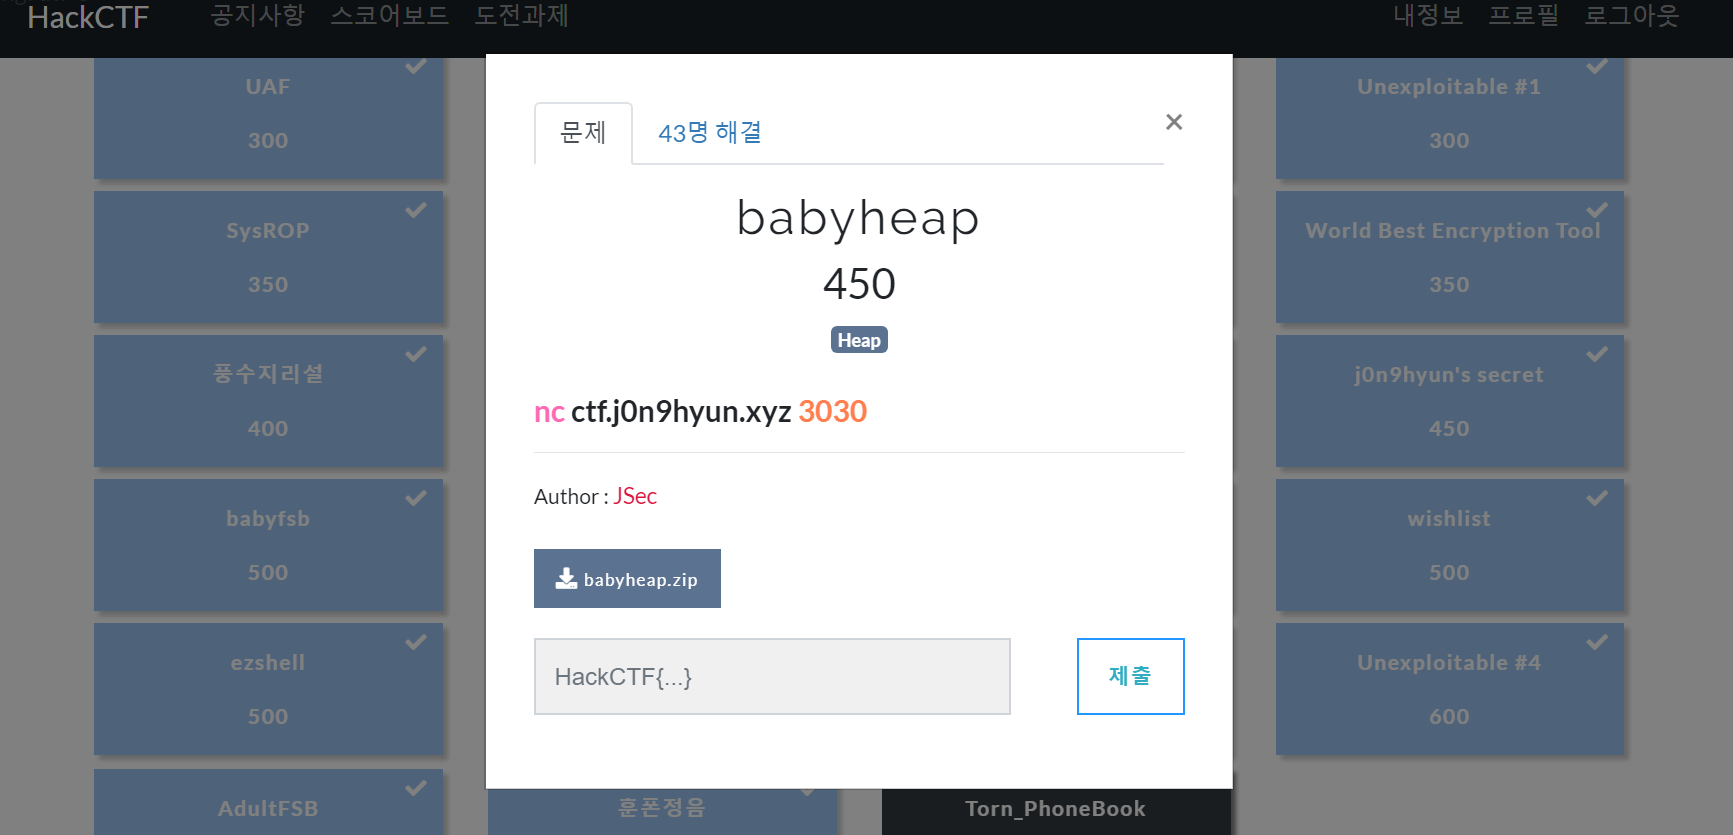 HackCTF 공지사항 스코어보드 도전과제 내정보 프로필 로그아웃
UAF
300
SysROP
350
풍수지리설
400
babyfsb
500
ezshell
500
AdultFSB
문제 43명 해결 ×
babyheap
450
Heap
nc ctf.j0n9hyun.xyz 3030
Author : JSec
babyheap.zip
HackCTF{...} 제출
훈폰정음
Torn_PhoneBook
Unexploitable #1
300
World Best Encryption Tool
350
j0n9hyun's secret
450
wishlist
500
Unexploitable #4
600